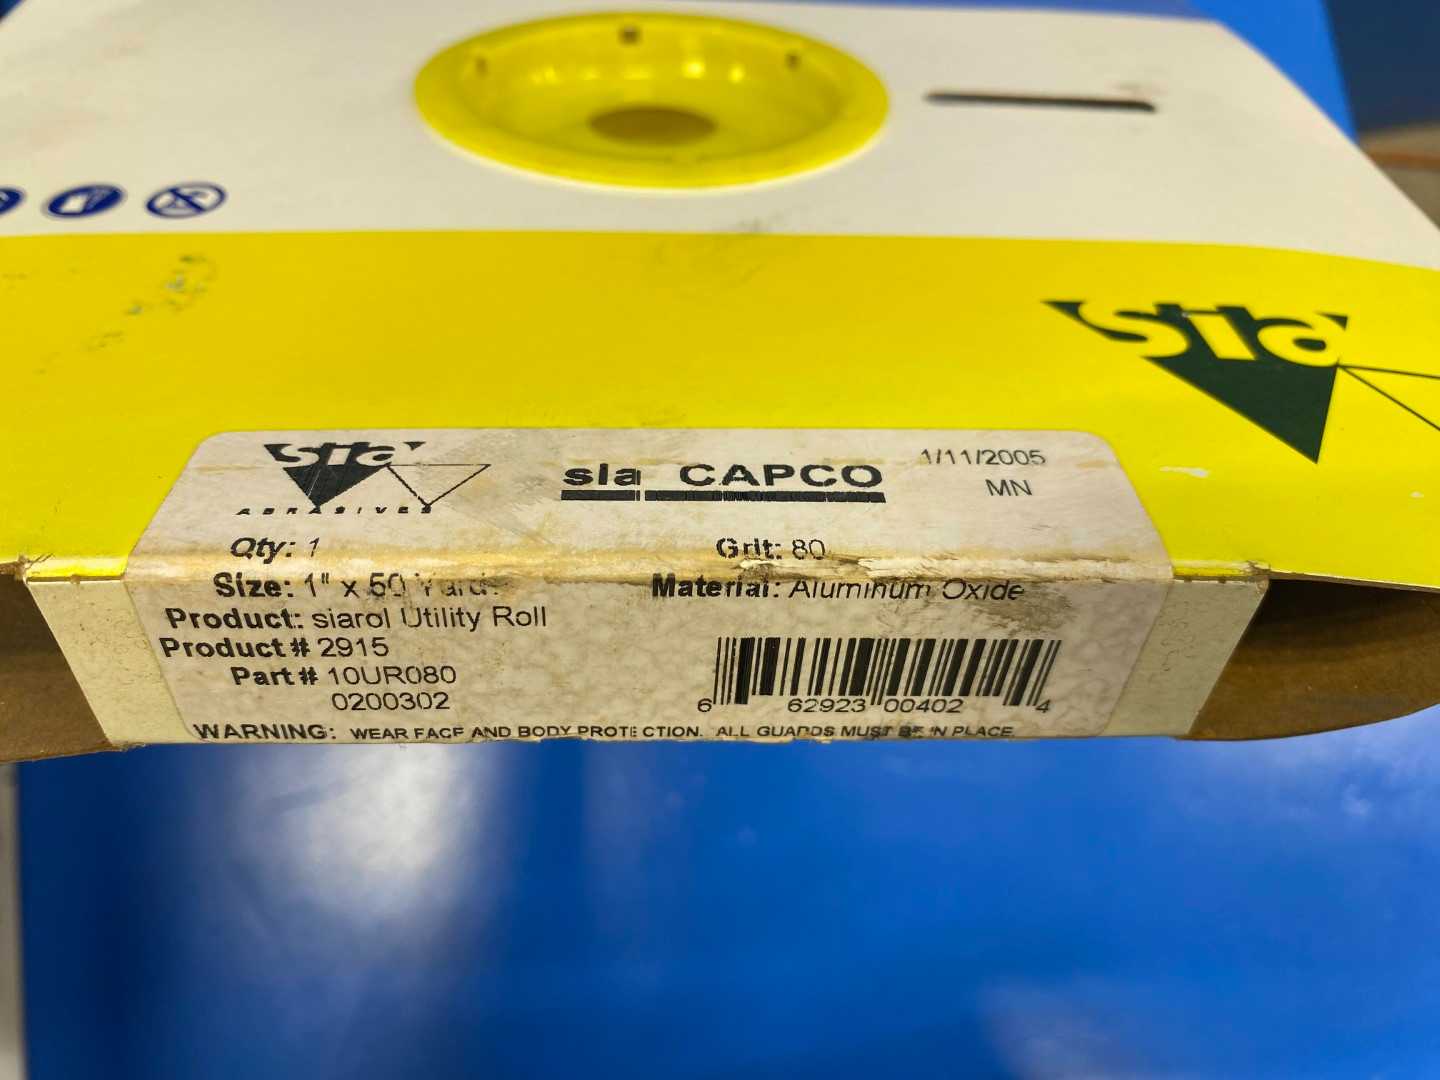 sia
sia
ABRASIVES
sia CAPCO
1/11/2005
MN
Qty: 1
Grit: 80
Size: 1" x 50 Yards
Material: Aluminum Oxide
Product: siarol Utility Roll
Product # 2915
Part # 10UR080
0200302
6 62923 00402 4
WARNING: WEAR FACE AND BODY PROTECTION. ALL GUARDS MUST BE IN PLACE.